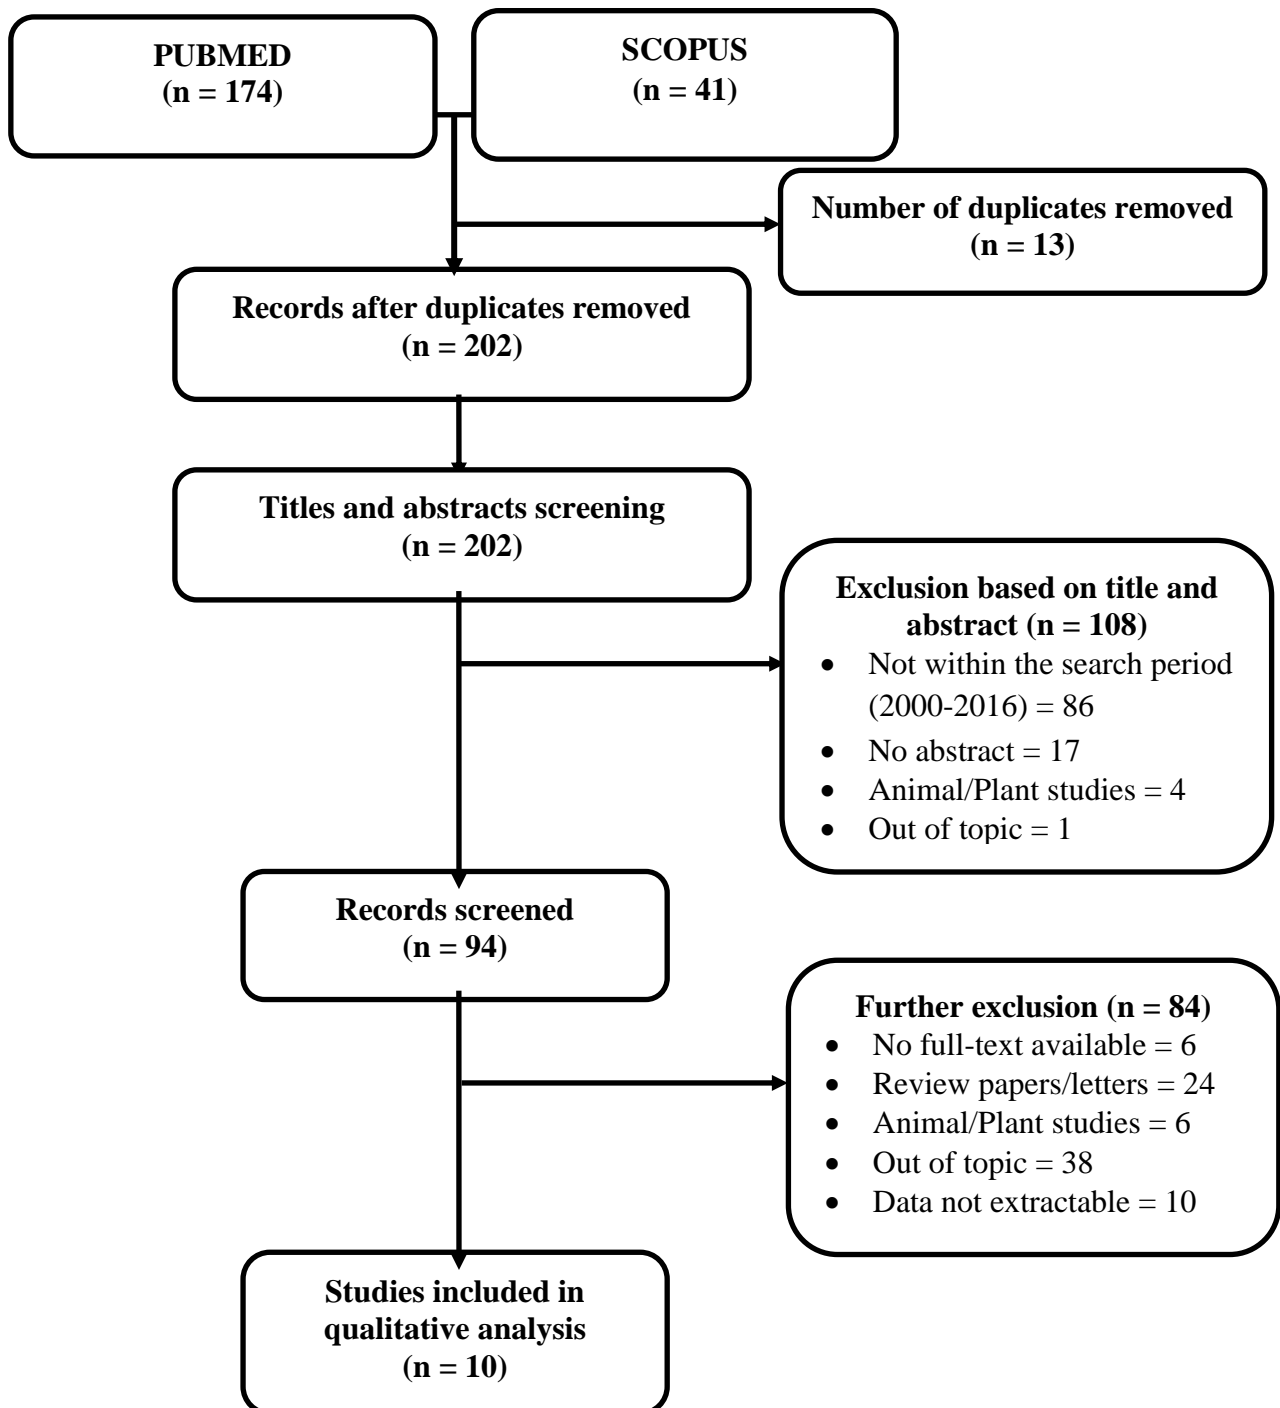 PUBMED
(n = 174)
SCOPUS
(n = 41)
Number of duplicates removed
(n = 13)
Records after duplicates removed
(n = 202)
Titles and abstracts screening
(n = 202)
Exclusion based on title and
abstract (n = 108)
• Not within the search period
(2000-2016) = 86
• No abstract = 17
• Animal/Plant studies = 4
• Out of topic = 1
Records screened
(n = 94)
Further exclusion (n = 84)
• No full-text available = 6
• Review papers/letters = 24
• Animal/Plant studies = 6
• Out of topic = 38
• Data not extractable = 10
Studies included in
qualitative analysis
(n = 10)